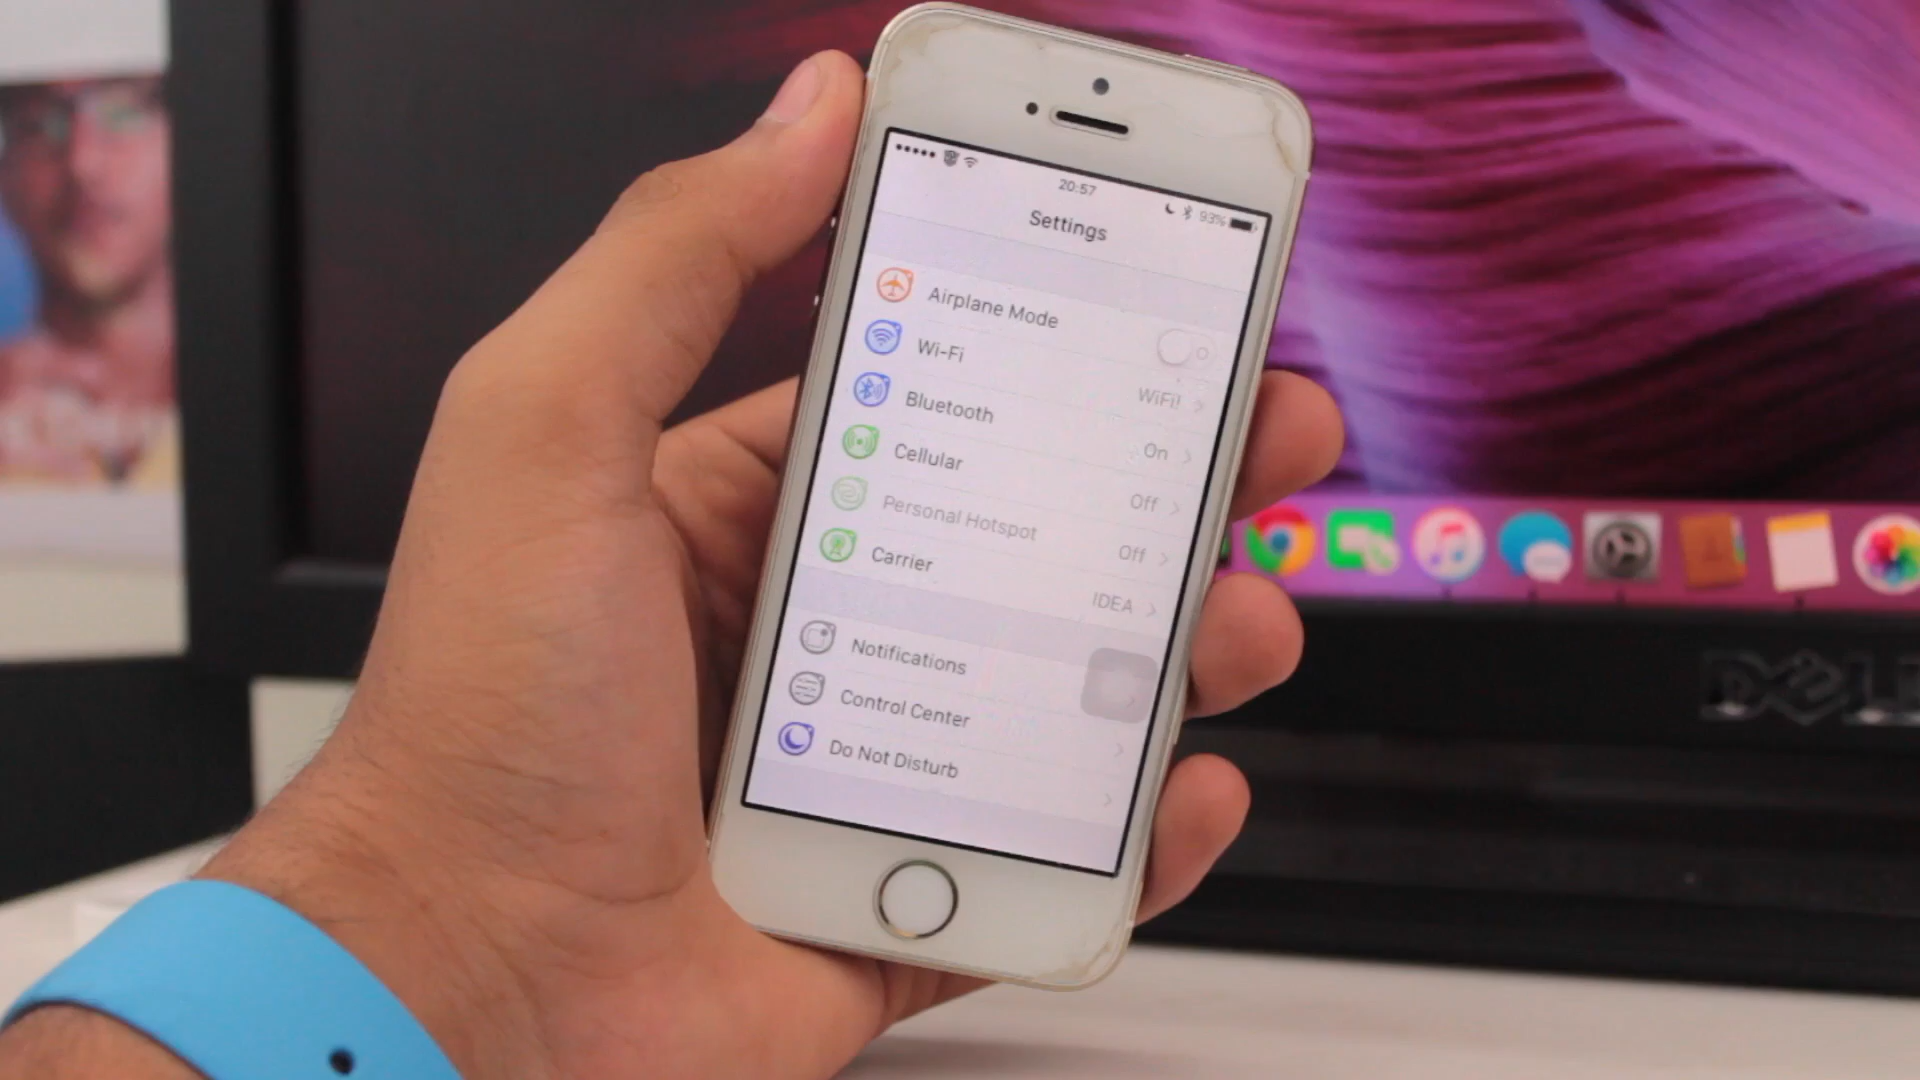 20:57
93%
Settings
Airplane Mode
Wi-Fi WiFi!
Bluetooth On
Cellular Off
Personal Hotspot Off
Carrier IDEA
Notifications
Control Center
Do Not Disturb
DELL